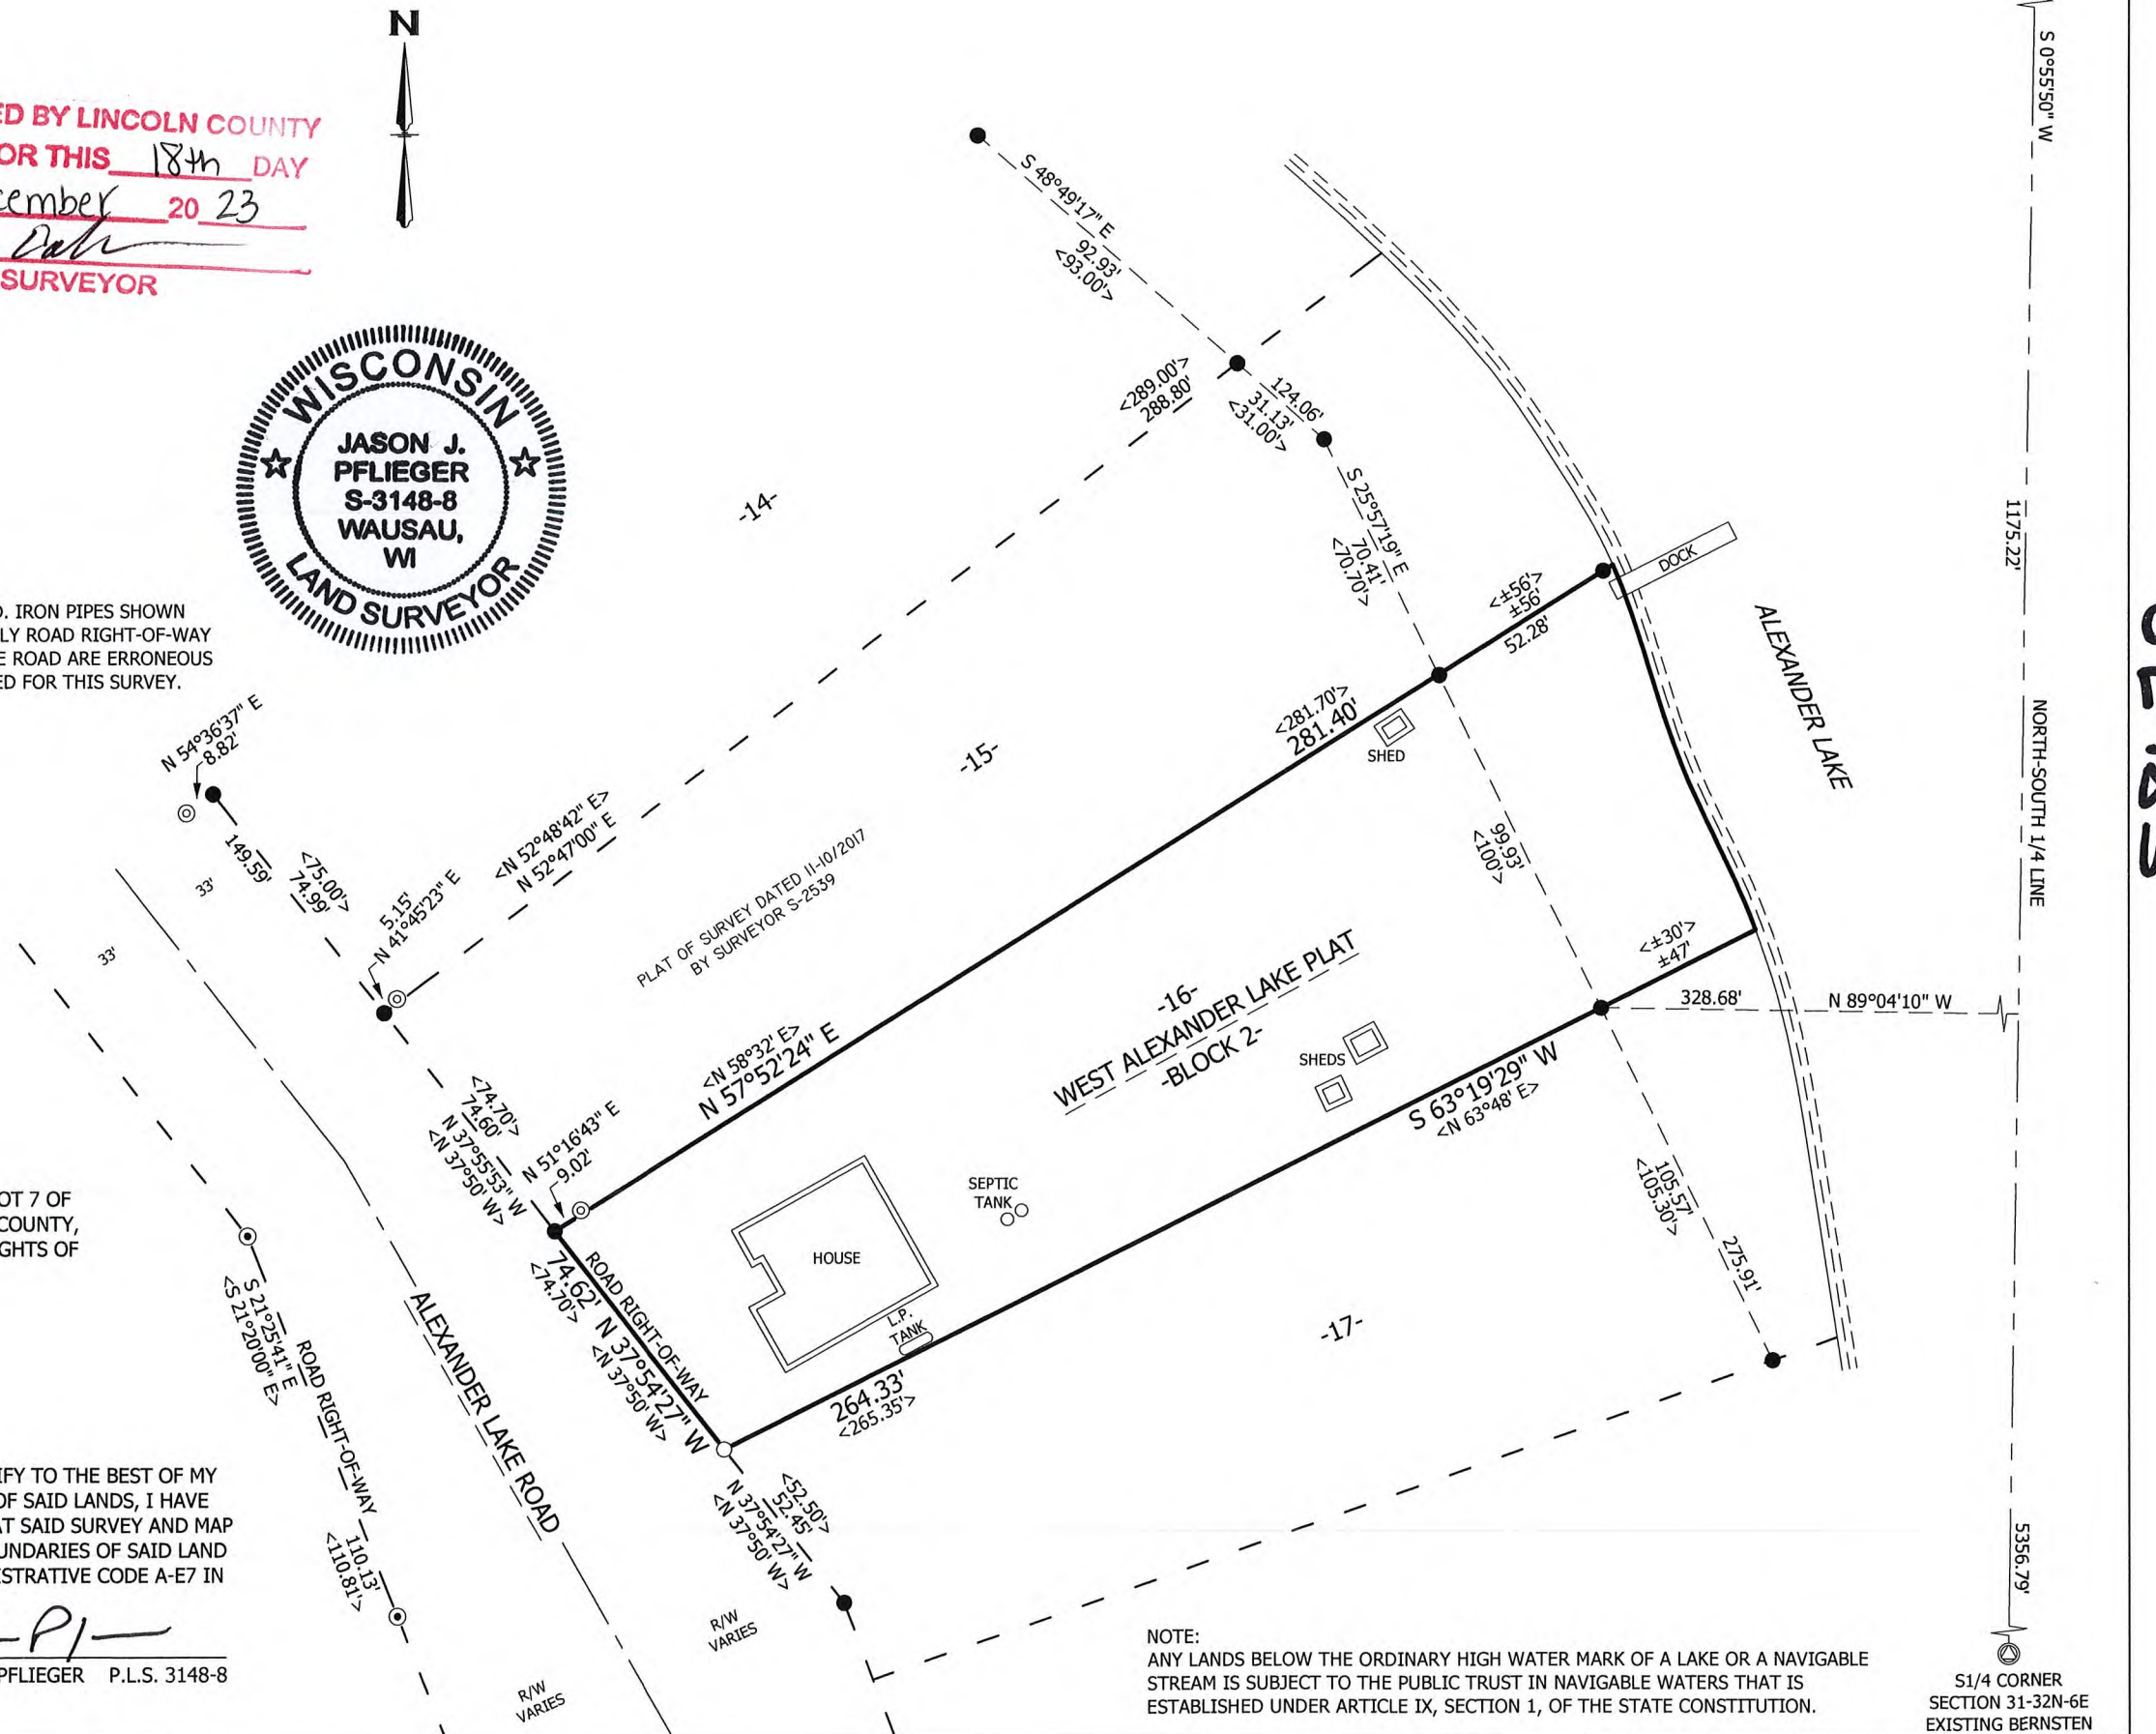 N
ED BY LINCOLN COUNTY
OR THIS 18th DAY
cember 20 23
SURVEYOR
WISCONSIN
JASON J.
PFLIEGER
S-3148-8
WAUSAU,
WI
LAND SURVEYOR
S 0°55'50" W
1175.22'
NORTH-SOUTH 1/4 LINE
5356.79'
S 48°49'17" E
92.93'
<93.00'>
<289.00'>
288.80'
124.06'
31.13'
<31.00'>
S 25°57'19" E
70.41'
<70.70'>
-14-
DOCK
<±56'>
±56'
52.28'
ALEXANDER LAKE
O. IRON PIPES SHOWN
LY ROAD RIGHT-OF-WAY
E ROAD ARE ERRONEOUS
ED FOR THIS SURVEY.
N 54°36'37" E
8.82'
<281.70'>
281.40'
SHED
-15-
149.59'
<75.00'>
74.99'
33'
33'
5.15'
N 41°45'23" E
<N 52°48'42" E>
N 52°47'00" E
PLAT OF SURVEY DATED 11-10/2017
BY SURVEYOR S-2539
99.93'
<100'>
<±30'>
±47'
328.68'
N 89°04'10" W
-16-
WEST ALEXANDER LAKE PLAT
-BLOCK 2-
SHEDS
<N 58°32' E>
N 57°52'24" E
S 63°19'29" W
<N 63°48' E>
<74.70'>
74.60'
N 37°55'53" W
<N 37°50' W>
N 51°16'43" E
9.02'
SEPTIC
TANK
105.57'
<105.30'>
275.91'
OT 7 OF
COUNTY,
GHTS OF
HOUSE
L.P.
TANK
ROAD RIGHT-OF-WAY
74.62'
<74.70'>
N 37°54'27" W
<N 37°50' W>
264.33'
<265.35'>
-17-
S 21°25'41" E
<S 21°20'00" E>
ROAD RIGHT-OF-WAY
110.13'
<110.81'>
ALEXANDER LAKE ROAD
<52.50'>
52.45'
N 37°54'27" W
<N 37°50' W>
IFY TO THE BEST OF MY
OF SAID LANDS, I HAVE
AT SAID SURVEY AND MAP
UNDARIES OF SAID LAND
ISTRATIVE CODE A-E7 IN
PFLIEGER P.L.S. 3148-8
R/W
VARIES
R/W
VARIES
NOTE:
ANY LANDS BELOW THE ORDINARY HIGH WATER MARK OF A LAKE OR A NAVIGABLE
STREAM IS SUBJECT TO THE PUBLIC TRUST IN NAVIGABLE WATERS THAT IS
ESTABLISHED UNDER ARTICLE IX, SECTION 1, OF THE STATE CONSTITUTION.
S1/4 CORNER
SECTION 31-32N-6E
EXISTING BERNSTEN